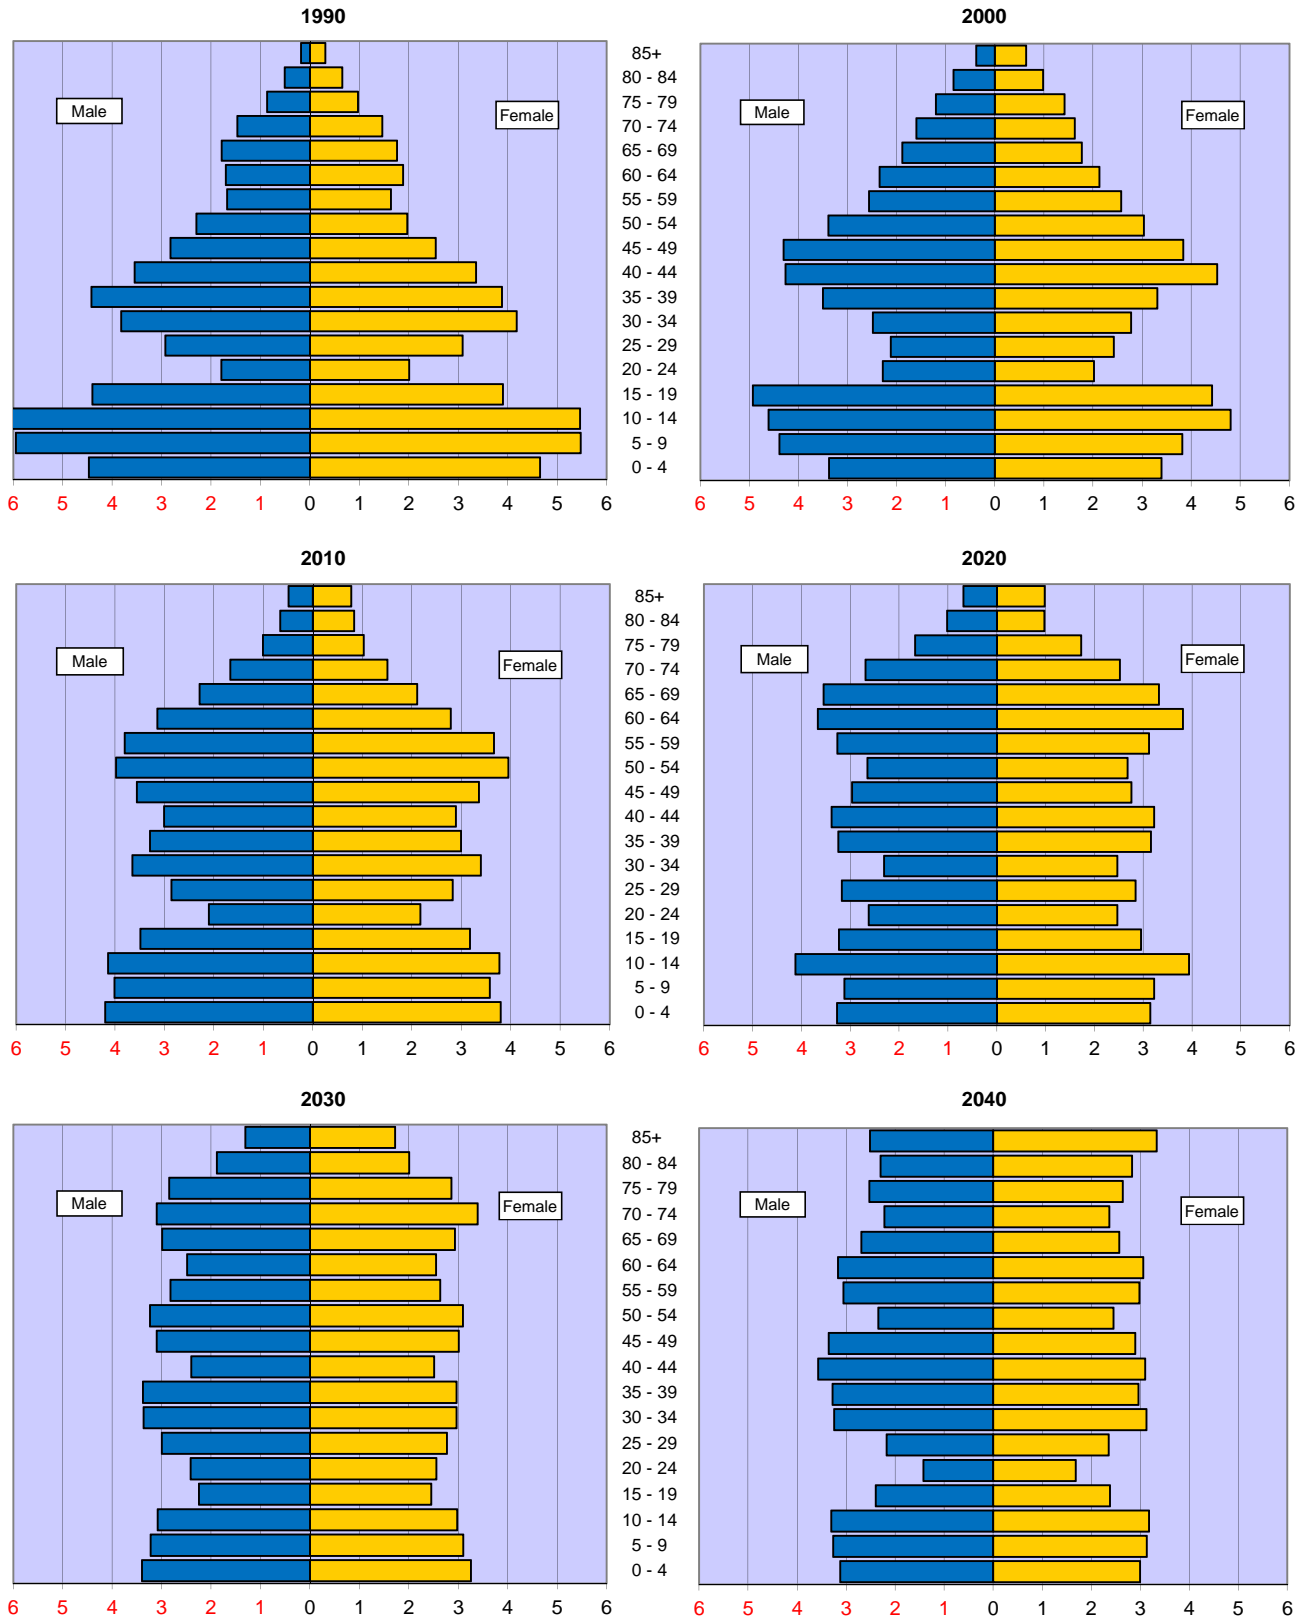 1990
2000
Male
Female
Male
Female
85+
80 - 84
75 - 79
70 - 74
65 - 69
60 - 64
55 - 59
50 - 54
45 - 49
40 - 44
35 - 39
30 - 34
25 - 29
20 - 24
15 - 19
10 - 14
5 - 9
0 - 4
6 5 4 3 2 1 0 1 2 3 4 5 6
6 5 4 3 2 1 0 1 2 3 4 5 6
2010
2020
Male
Female
Male
Female
85+
80 - 84
75 - 79
70 - 74
65 - 69
60 - 64
55 - 59
50 - 54
45 - 49
40 - 44
35 - 39
30 - 34
25 - 29
20 - 24
15 - 19
10 - 14
5 - 9
0 - 4
6 5 4 3 2 1 0 1 2 3 4 5 6
6 5 4 3 2 1 0 1 2 3 4 5 6
2030
2040
Male
Female
Male
Female
85+
80 - 84
75 - 79
70 - 74
65 - 69
60 - 64
55 - 59
50 - 54
45 - 49
40 - 44
35 - 39
30 - 34
25 - 29
20 - 24
15 - 19
10 - 14
5 - 9
0 - 4
6 5 4 3 2 1 0 1 2 3 4 5 6
6 5 4 3 2 1 0 1 2 3 4 5 6